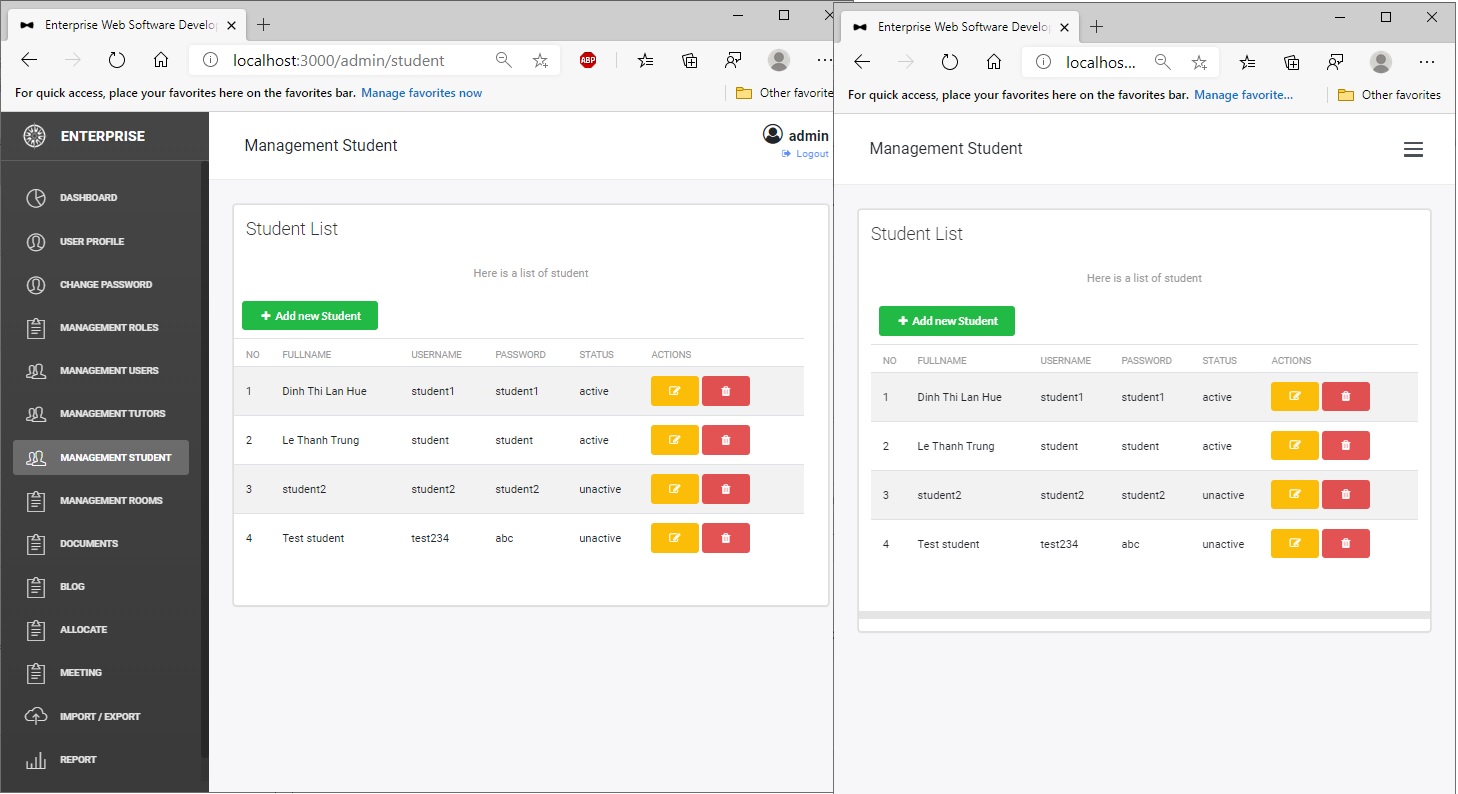 Enterprise Web Software Develo
localhost:3000/admin/student
ABP
For quick access, place your favorites here on the favorites bar. Manage favorites now
Other favorite
ENTERPRISE
DASHBOARD
USER PROFILE
CHANGE PASSWORD
MANAGEMENT ROLES
MANAGEMENT USERS
MANAGEMENT TUTORS
MANAGEMENT STUDENT
MANAGEMENT ROOMS
DOCUMENTS
BLOG
ALLOCATE
MEETING
IMPORT / EXPORT
REPORT
Management Student
admin
Logout
Student List
Here is a list of student
Add new Student
NO FULLNAME USERNAME PASSWORD STATUS ACTIONS
1 Dinh Thi Lan Hue student1 student1 active
2 Le Thanh Trung student student active
3 student2 student2 student2 unactive
4 Test student test234 abc unactive
Enterprise Web Software Develo
localhos...
For quick access, place your favorites here on the favorites bar. Manage favorite...
Other favorites
Management Student
Student List
Here is a list of student
Add new Student
NO FULLNAME USERNAME PASSWORD STATUS ACTIONS
1 Dinh Thi Lan Hue student1 student1 active
2 Le Thanh Trung student student active
3 student2 student2 student2 unactive
4 Test student test234 abc unactive